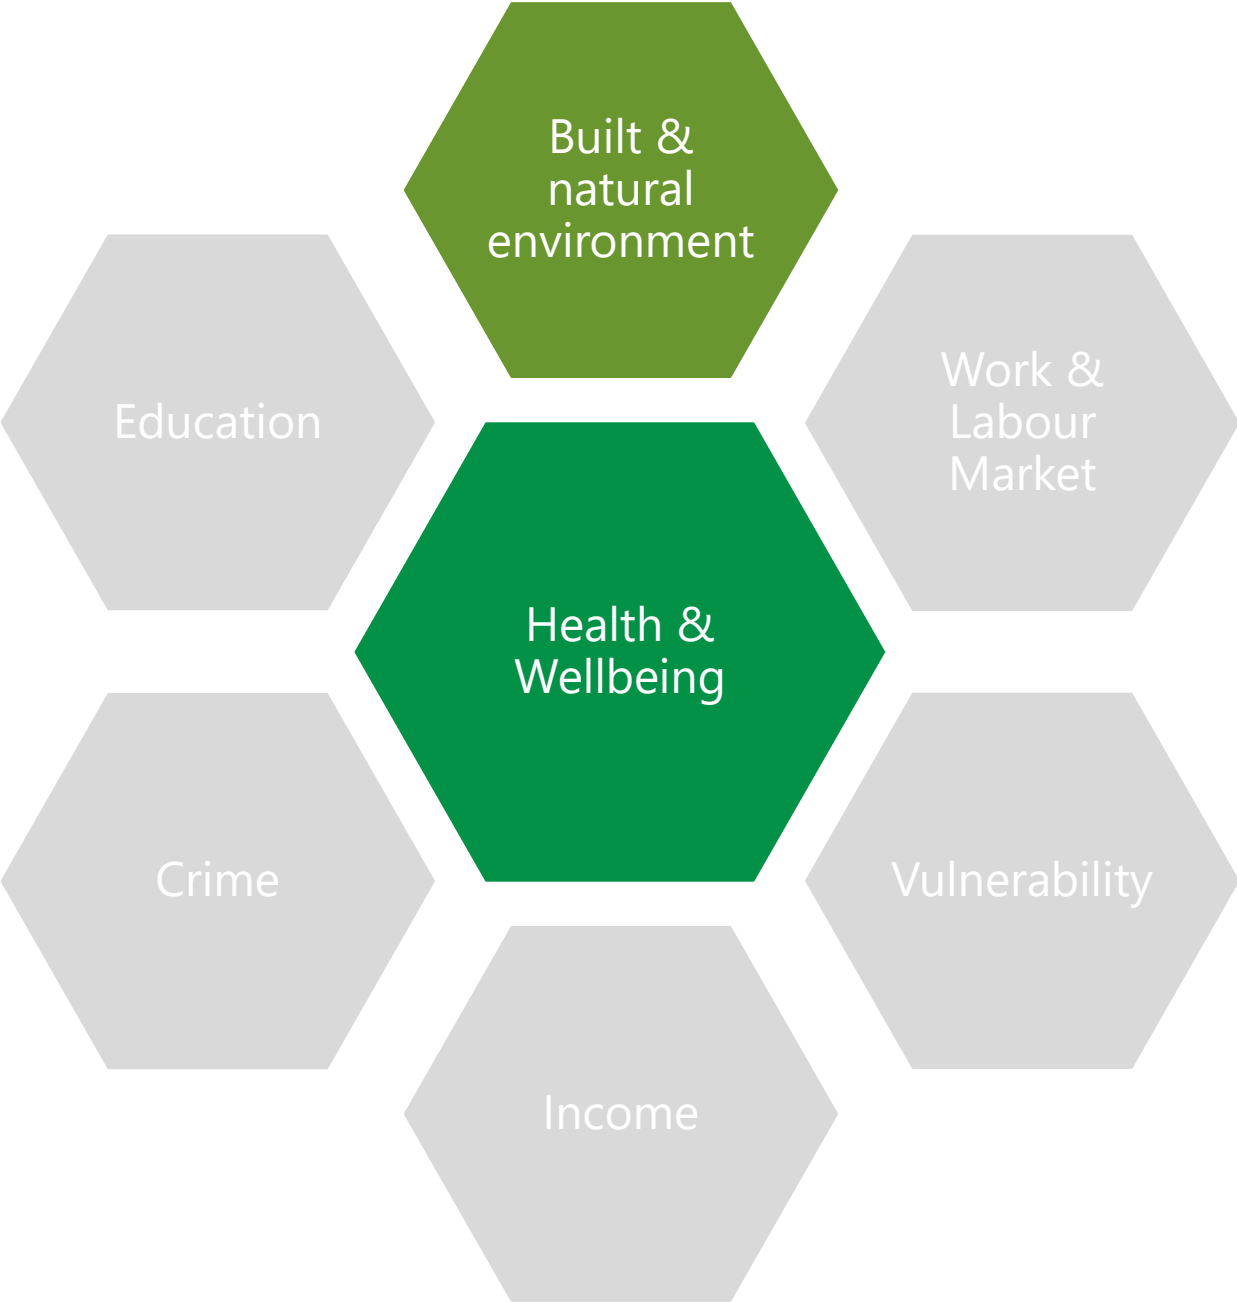 Built &
natural
environment
Education
Work &
Labour
Market
Health &
Wellbeing
Crime
Vulnerability
Income